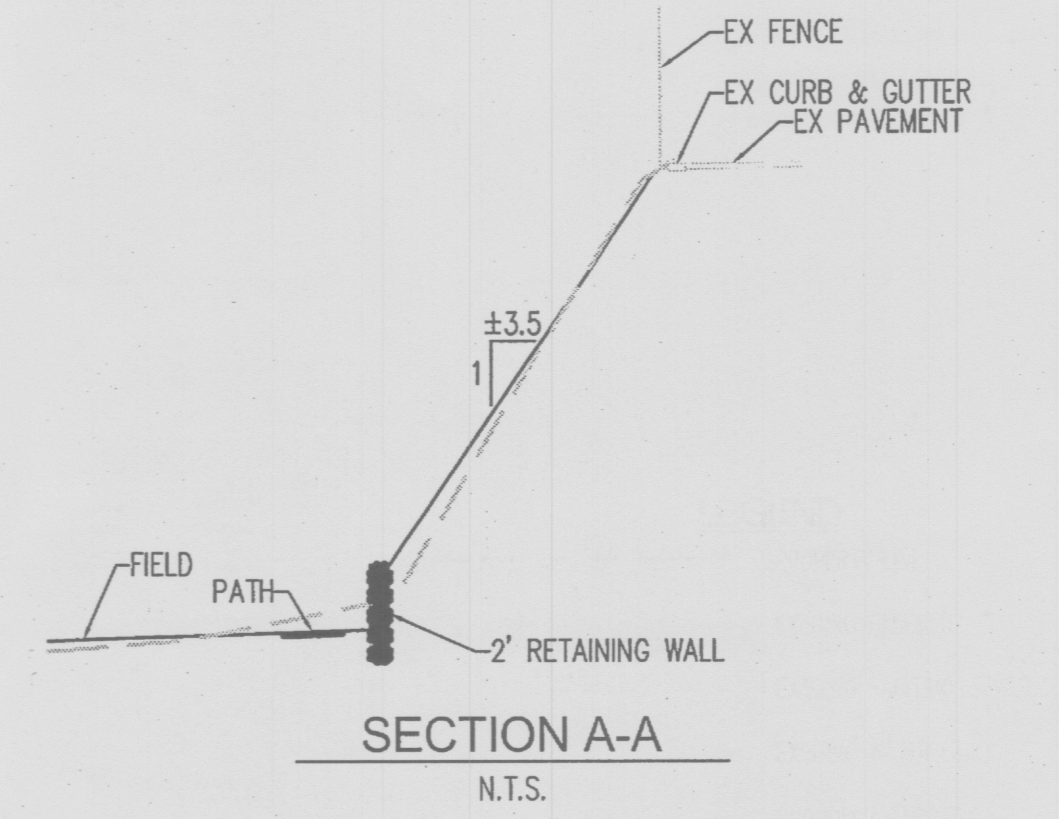 EX FENCE
EX CURB & GUTTER
EX PAVEMENT
±3.5
1
FIELD
PATH
2' RETAINING WALL
SECTION A-A
N.T.S.